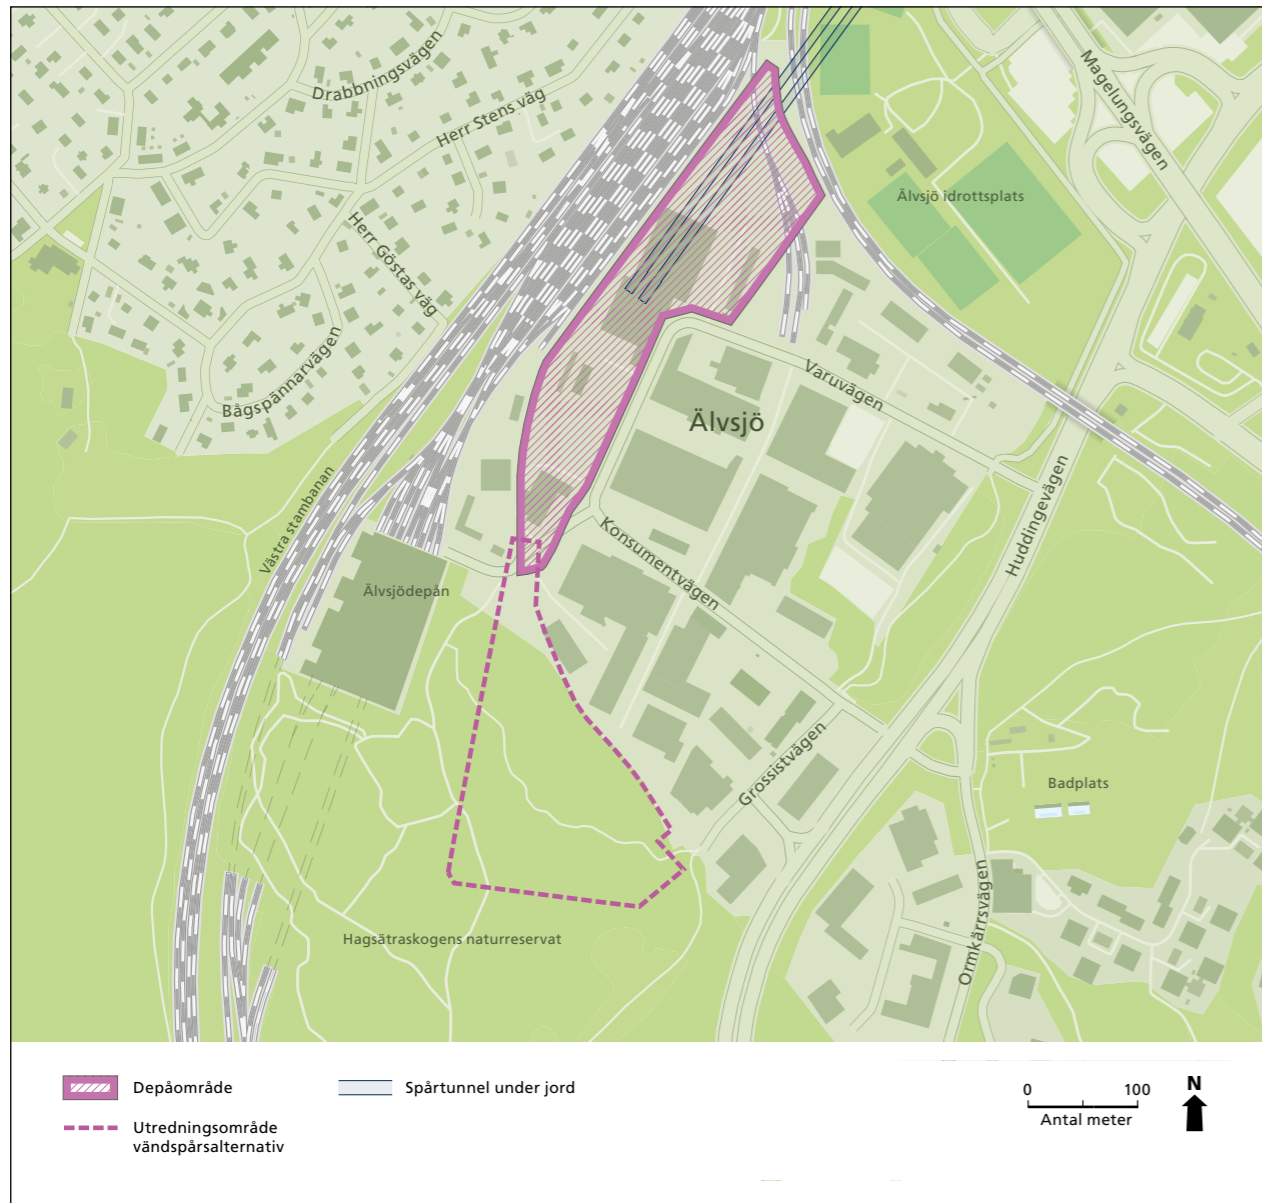 Drabbningsvägen
Herr Stens väg
Magelungsvägen
Älvsjö idrottsplats
Herr Göstas väg
Bågspännarvägen
Varuvägen
Älvsjö
Västra stambanan
Huddingevägen
Konsumentvägen
Älvsjödepån
Grossistvägen
Badplats
Ormkärrsvägen
Hagsätraskogens naturreservat
Depåområde
Spårtunnel under jord
Utredningsområde
vändspårsalternativ
0 100
Antal meter
N